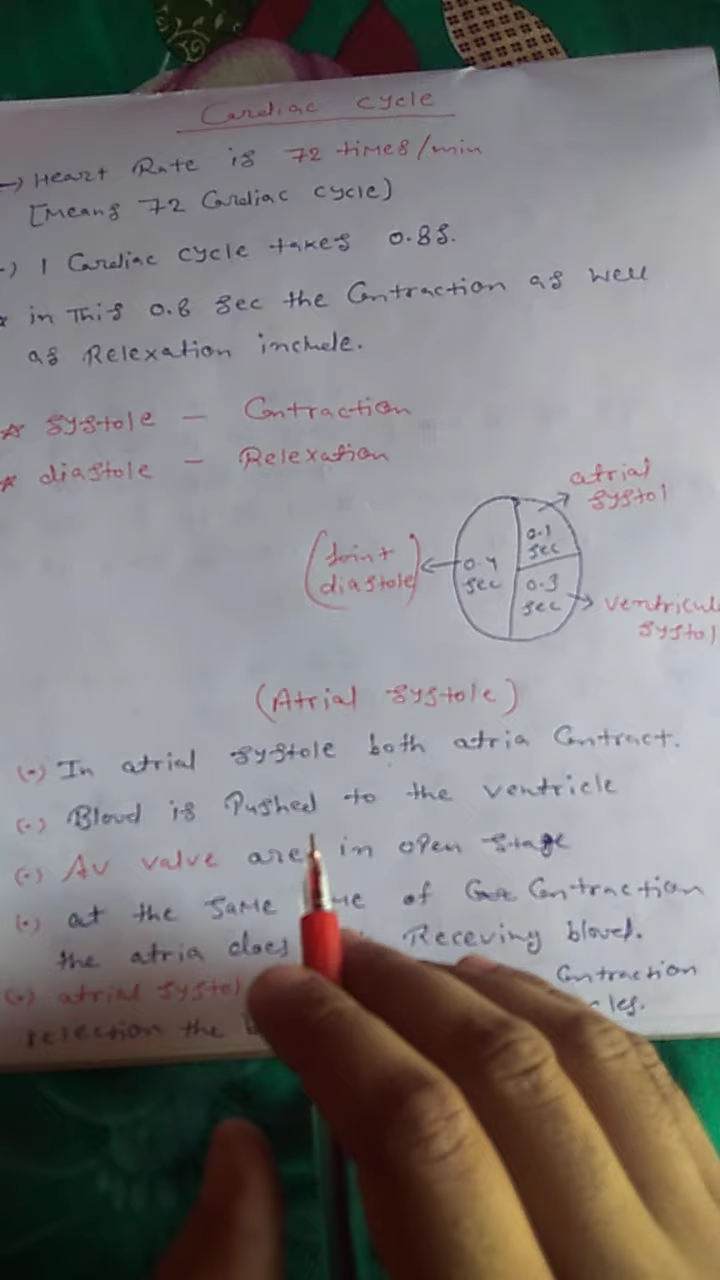 Cardiac cycle
→) Heart Rate is 72 times/min
[Means 72 Cardiac cycle)
→) 1 Cardiac cycle takes 0.8s.
* in This 0.8 sec the Contraction as well
as Relexation include.
* systole — Contraction
* diastole — Relexation
atrial
systol
0.1
sec
(Joint
diastole)
0.4
sec
0.3
sec
ventricul
systol
(Atrial systole)
(•) In atrial systole both atria Contract.
(•) Blood is Pushed to the ventricle
(•) AV valve are in open stage
(•) at the same of Contraction
the atria does Receving blood.
(•) atrial systol Contraction
the